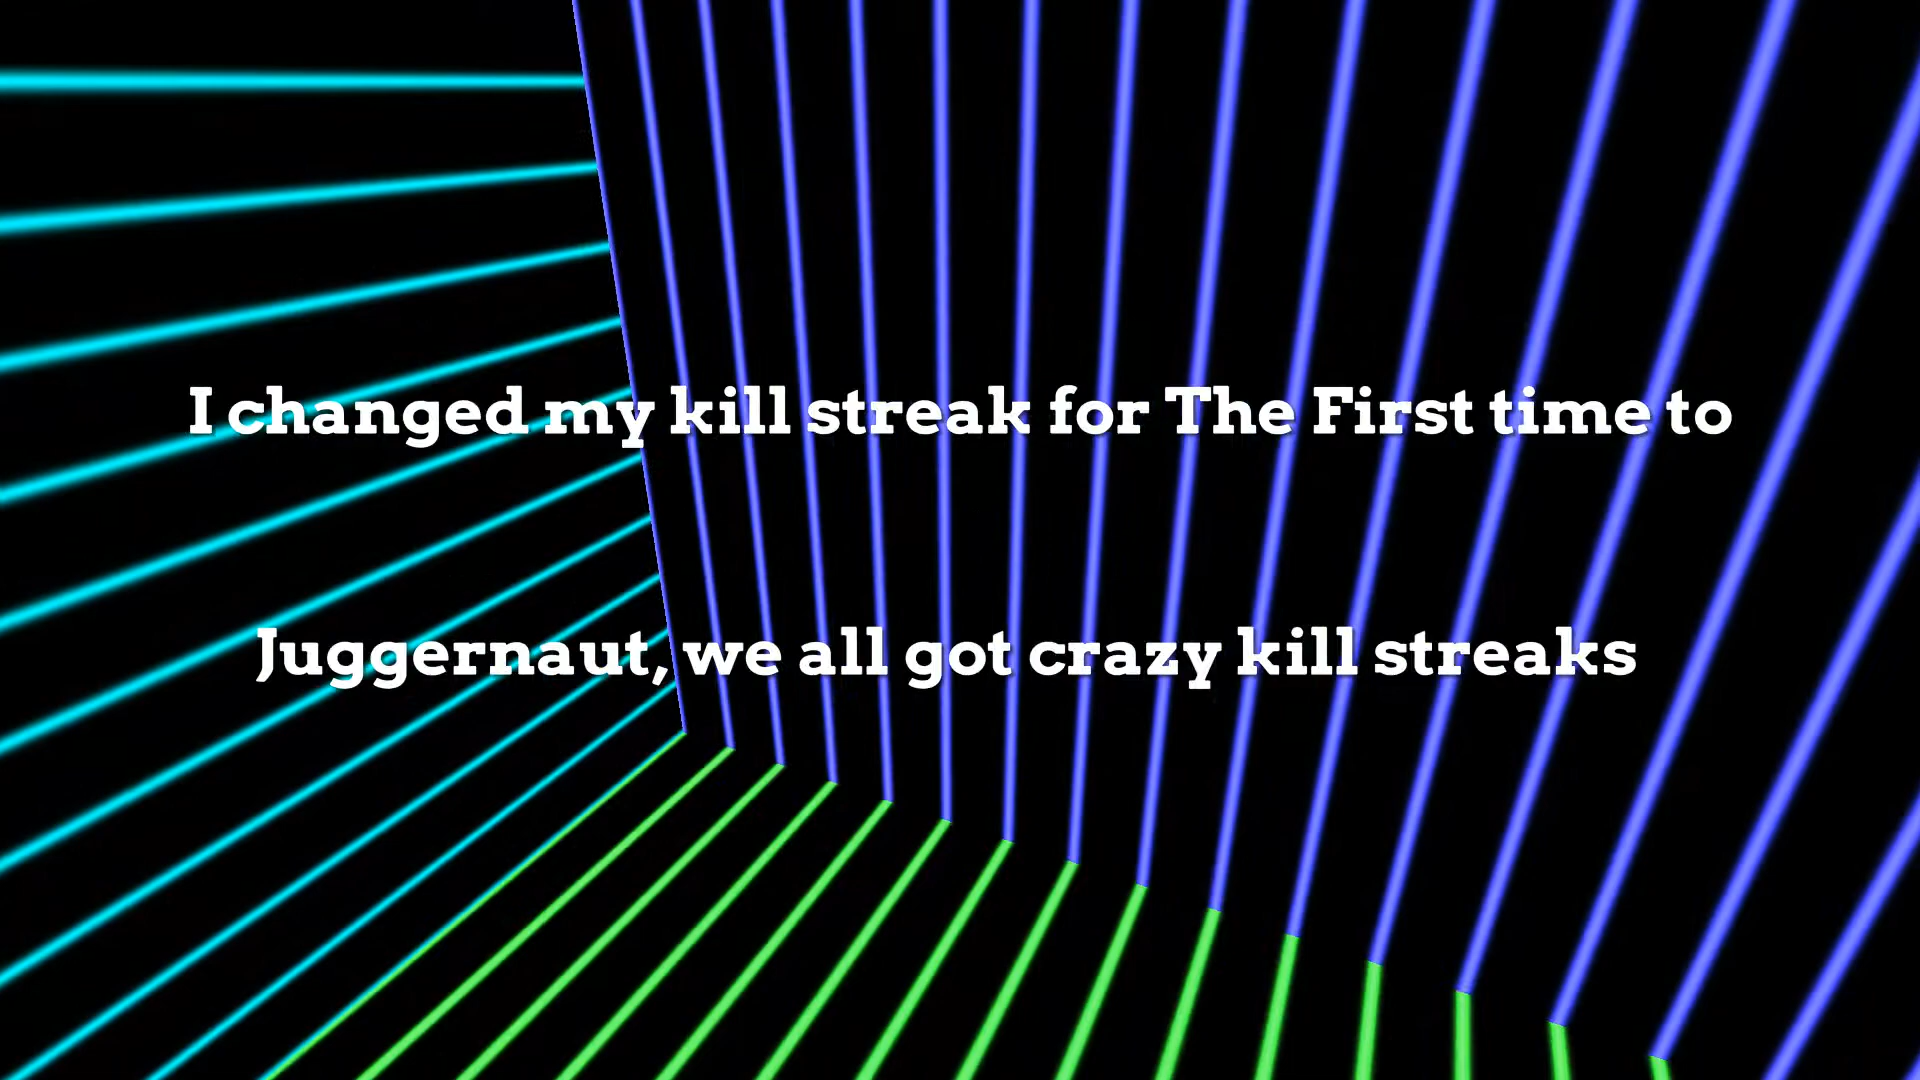 I changed my kill streak for The First time to
Juggernaut, we all got crazy kill streaks